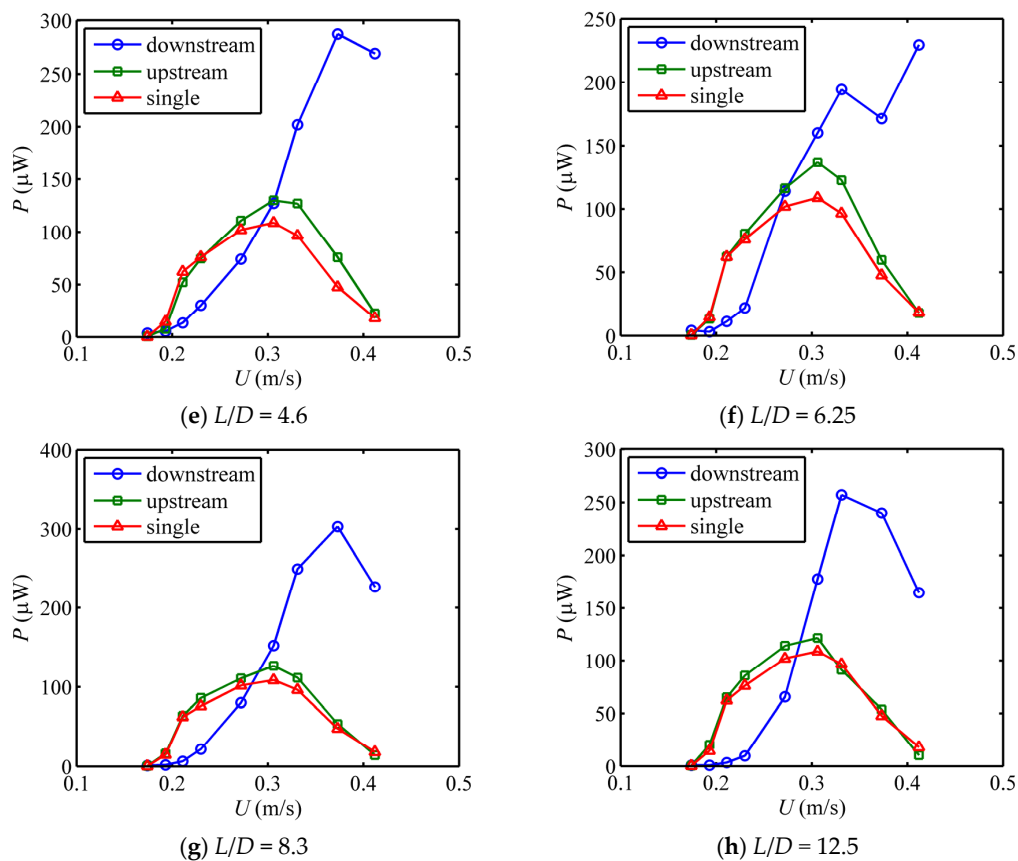 300
250
200
150
100
50
0
P (µW)
downstream
upstream
single
0.1 0.2 0.3 0.4 0.5
U (m/s)
(e) L/D = 4.6
250
200
150
100
50
0
P (µW)
downstream
upstream
single
0.1 0.2 0.3 0.4 0.5
U (m/s)
(f) L/D = 6.25
400
300
200
100
0
P (µW)
downstream
upstream
single
0.1 0.2 0.3 0.4 0.5
U (m/s)
(g) L/D = 8.3
300
250
200
150
100
50
0
P (µW)
downstream
upstream
single
0.1 0.2 0.3 0.4 0.5
U (m/s)
(h) L/D = 12.5